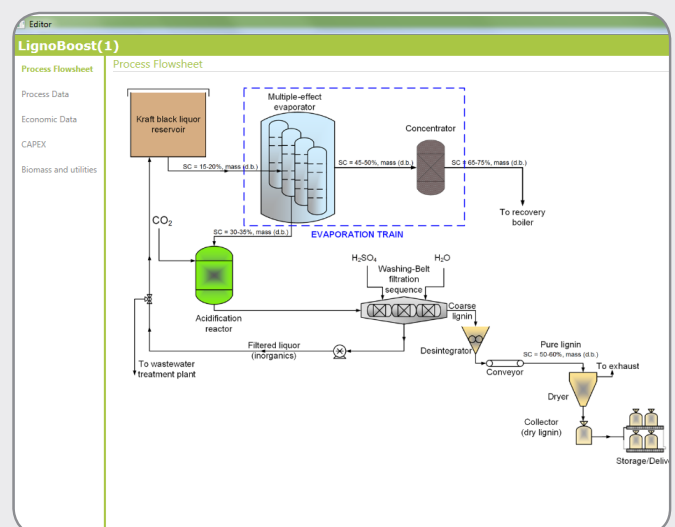 Editor
LignoBoost(1)
Process Flowsheet
Process Data
Economic Data
CAPEX
Biomass and utilities
Process Flowsheet
Kraft black liquor
reservoir
Multiple-effect
evaporator
Concentrator
SC = 15-20%, mass (d.b.)
SC = 45-50%, mass (d.b.)
SC = 65-75%, mass (d.b.)
To recovery
boiler
CO2
SC = 30-35%, mass (d.b.)
EVAPORATION TRAIN
H2SO4
H2O
Washing-Belt
filtration
sequence
Acidification
reactor
Coarse
lignin
Filtered liquor
(inorganics)
Desintegrator
Pure lignin
SC = 50-60%, mass (d.b.)
Conveyor
To exhaust
To wastewater
treatment plant
Dryer
Collector
(dry lignin)
Storage/Delive